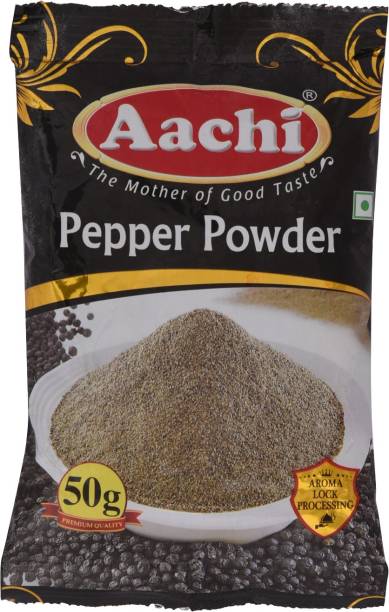 Aachi®
The Mother of Good Taste
Pepper Powder
50g
PREMIUM QUALITY
AROMA
LOCK
PROCESSING